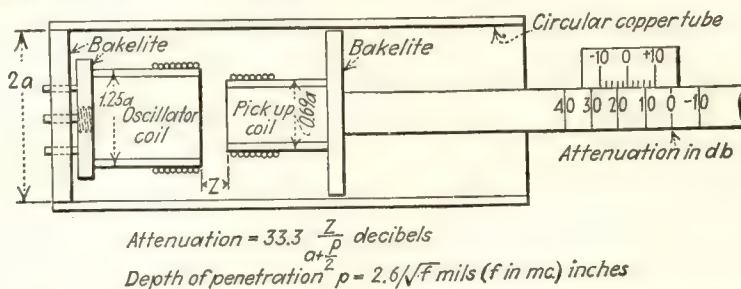 Circular copper tube
Bakelite
Bakelite
-10 0 +10
2a
1.25a
Oscillator
coil
Pick up
coil
0.69a
40 30 20 10 0 -10
Z
Attenuation in db
Attenuation = 33.3 Z / a + p/2 decibels
Depth of penetration p = 2.6/√f mils (f in mc.) inches